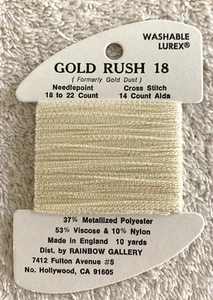 WASHABLE
LUREX®
GOLD RUSH 18
( Formerly Gold Dust )
Needlepoint Cross Stitch
18 to 22 Count 14 Count Aida
37% Metallized Polyester
53% Viscose & 10% Nylon
Made in England 10 yards
Dist. by RAINBOW GALLERY
7412 Fulton Avenue #5
No. Hollywood, CA 91605